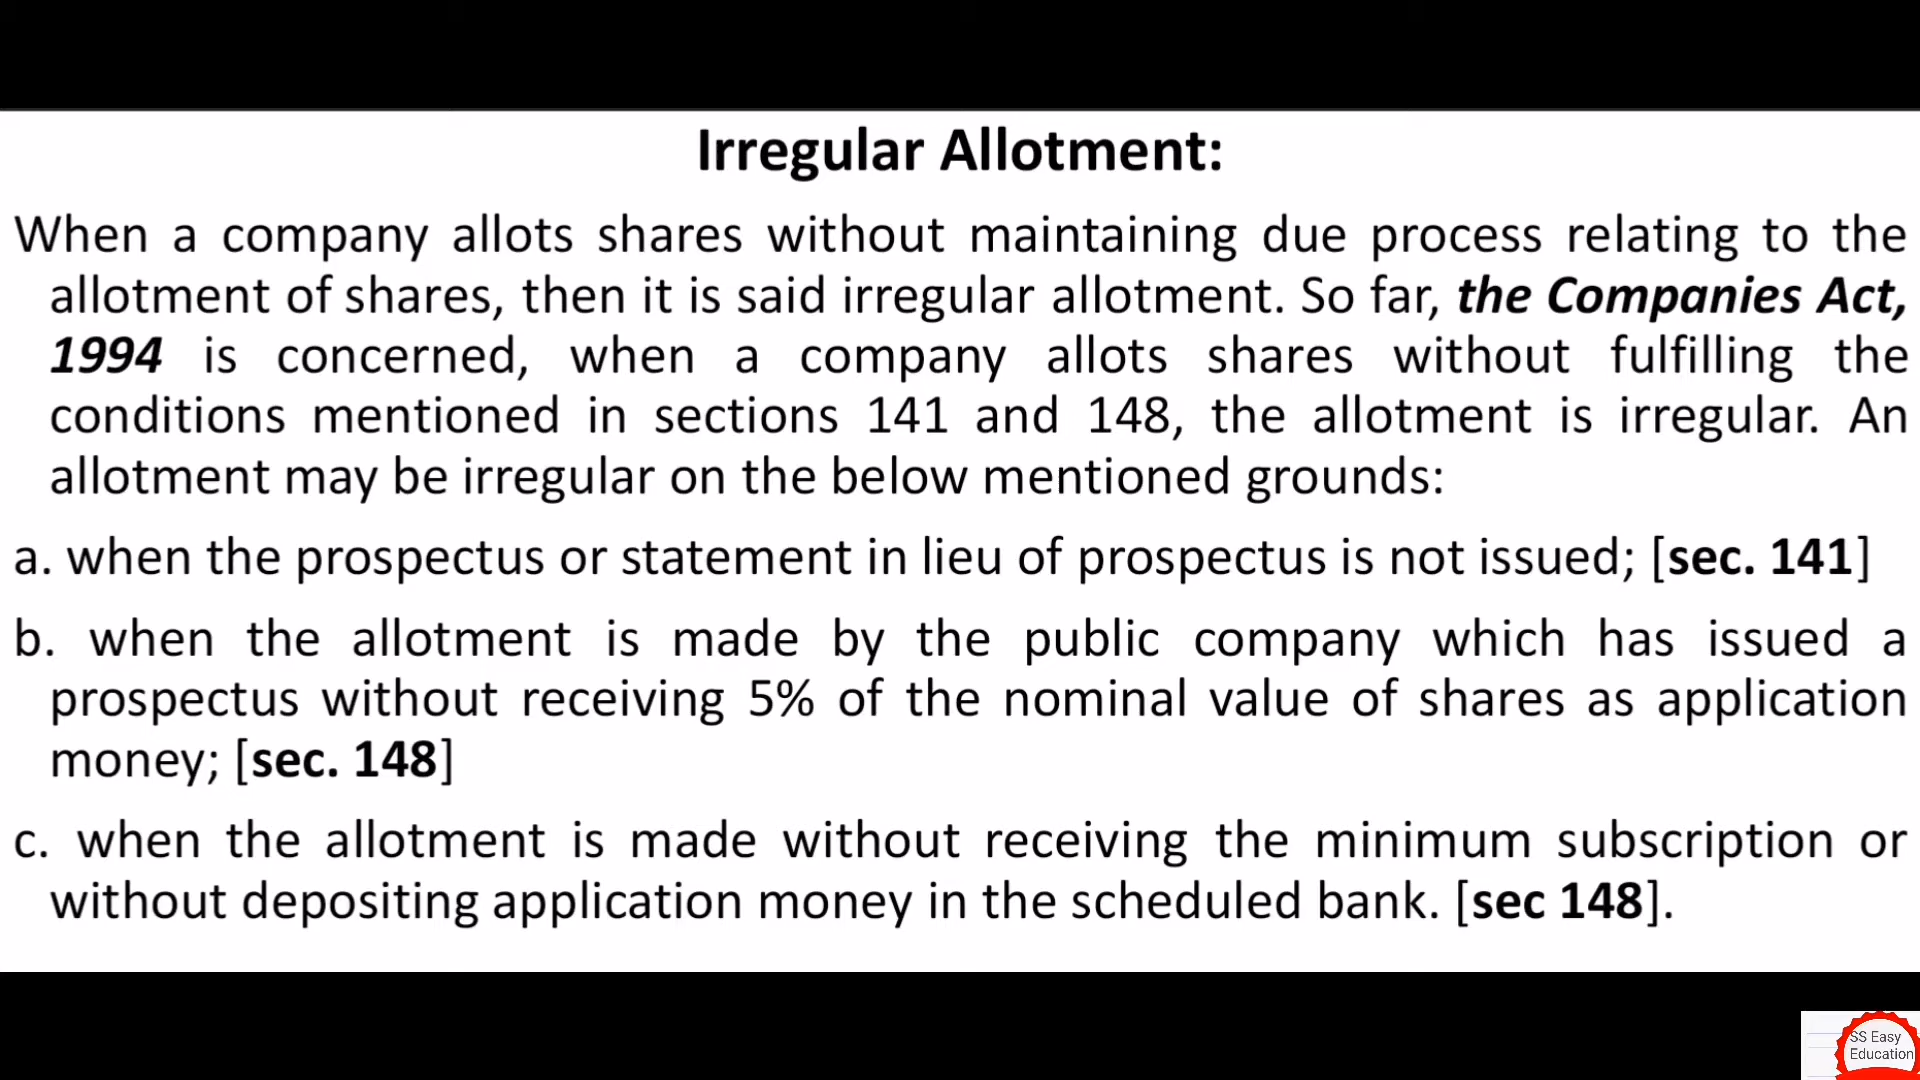 Irregular Allotment:
When a company allots shares without maintaining due process relating to the
allotment of shares, then it is said irregular allotment. So far, the Companies Act,
1994 is concerned, when a company allots shares without fulfilling the
conditions mentioned in sections 141 and 148, the allotment is irregular. An
allotment may be irregular on the below mentioned grounds:
a. when the prospectus or statement in lieu of prospectus is not issued; [sec. 141]
b. when the allotment is made by the public company which has issued a
prospectus without receiving 5% of the nominal value of shares as application
money; [sec. 148]
c. when the allotment is made without receiving the minimum subscription or
without depositing application money in the scheduled bank. [sec 148].
SS Easy
Education